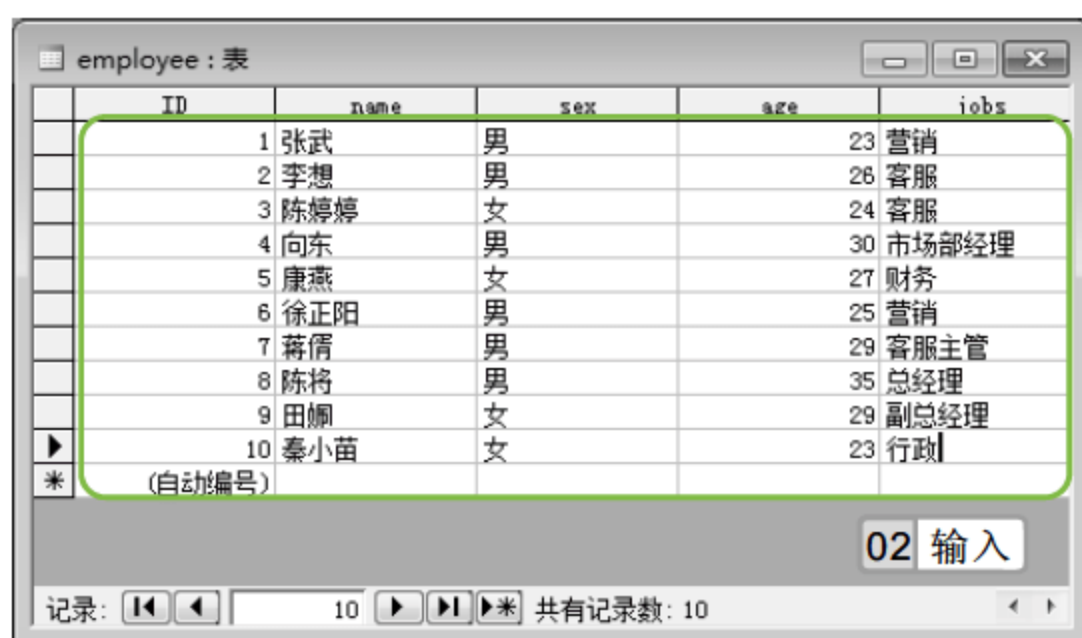 employee : 表
ID name sex age jobs
1 张武 男 23 营销
2 李想 男 26 客服
3 陈婷婷 女 24 客服
4 向东 男 30 市场部经理
5 康燕 女 27 财务
6 徐正阳 男 25 营销
7 蒋偦 男 29 客服主管
8 陈将 男 35 总经理
9 田婣 女 29 副总经理
10 秦小苗 女 23 行政
(自动编号)
02 输入
记录: 10 共有记录数: 10